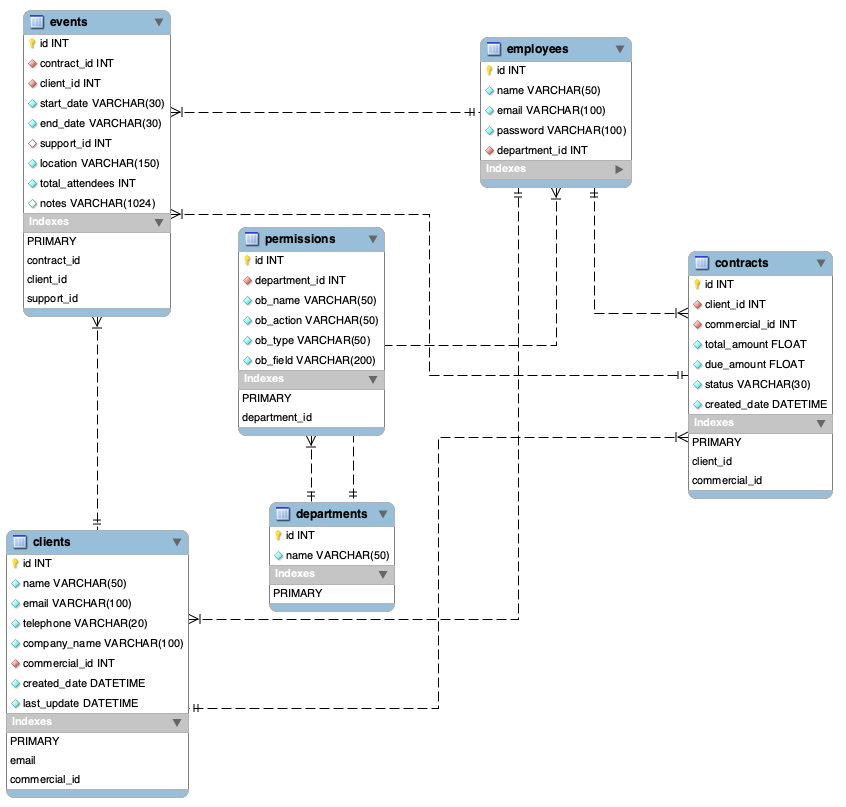 events
id INT
contract_id INT
client_id INT
start_date VARCHAR(30)
end_date VARCHAR(30)
support_id INT
location VARCHAR(150)
total_attendees INT
notes VARCHAR(1024)
Indexes
PRIMARY
contract_id
client_id
support_id
employees
id INT
name VARCHAR(50)
email VARCHAR(100)
password VARCHAR(100)
department_id INT
Indexes
permissions
id INT
department_id INT
ob_name VARCHAR(50)
ob_action VARCHAR(50)
ob_type VARCHAR(50)
ob_field VARCHAR(200)
Indexes
PRIMARY
department_id
contracts
id INT
client_id INT
commercial_id INT
total_amount FLOAT
due_amount FLOAT
status VARCHAR(30)
created_date DATETIME
Indexes
PRIMARY
client_id
commercial_id
departments
id INT
name VARCHAR(50)
Indexes
PRIMARY
clients
id INT
name VARCHAR(50)
email VARCHAR(100)
telephone VARCHAR(20)
company_name VARCHAR(100)
commercial_id INT
created_date DATETIME
last_update DATETIME
Indexes
PRIMARY
email
commercial_id